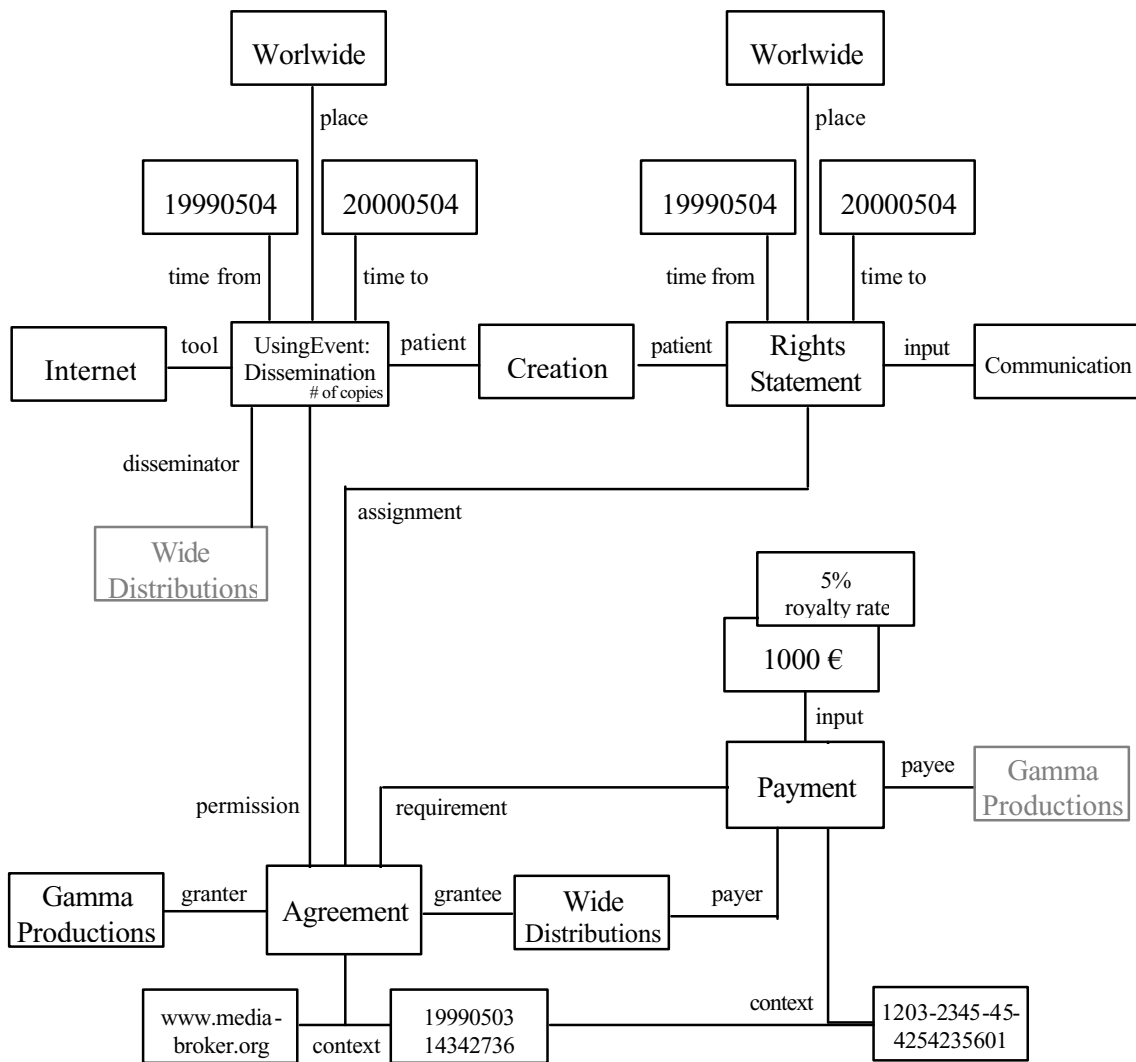 Worlwide
Worlwide
place
place
19990504
20000504
19990504
20000504
time from
time to
time from
time to
Internet
tool
UsingEvent:
Dissemination
# of copies
patient
Creation
patient
Rights
Statement
input
Communication
disseminator
assignment
Wide
Distributions
5%
royalty rate
1000 €
input
Payment
payee
Gamma
Productions
permission
requirement
Gamma
Productions
granter
Agreement
grantee
Wide
Distributions
payer
www.media-
broker.org
context
19990503
14342736
context
1203-2345-45-
4254235601